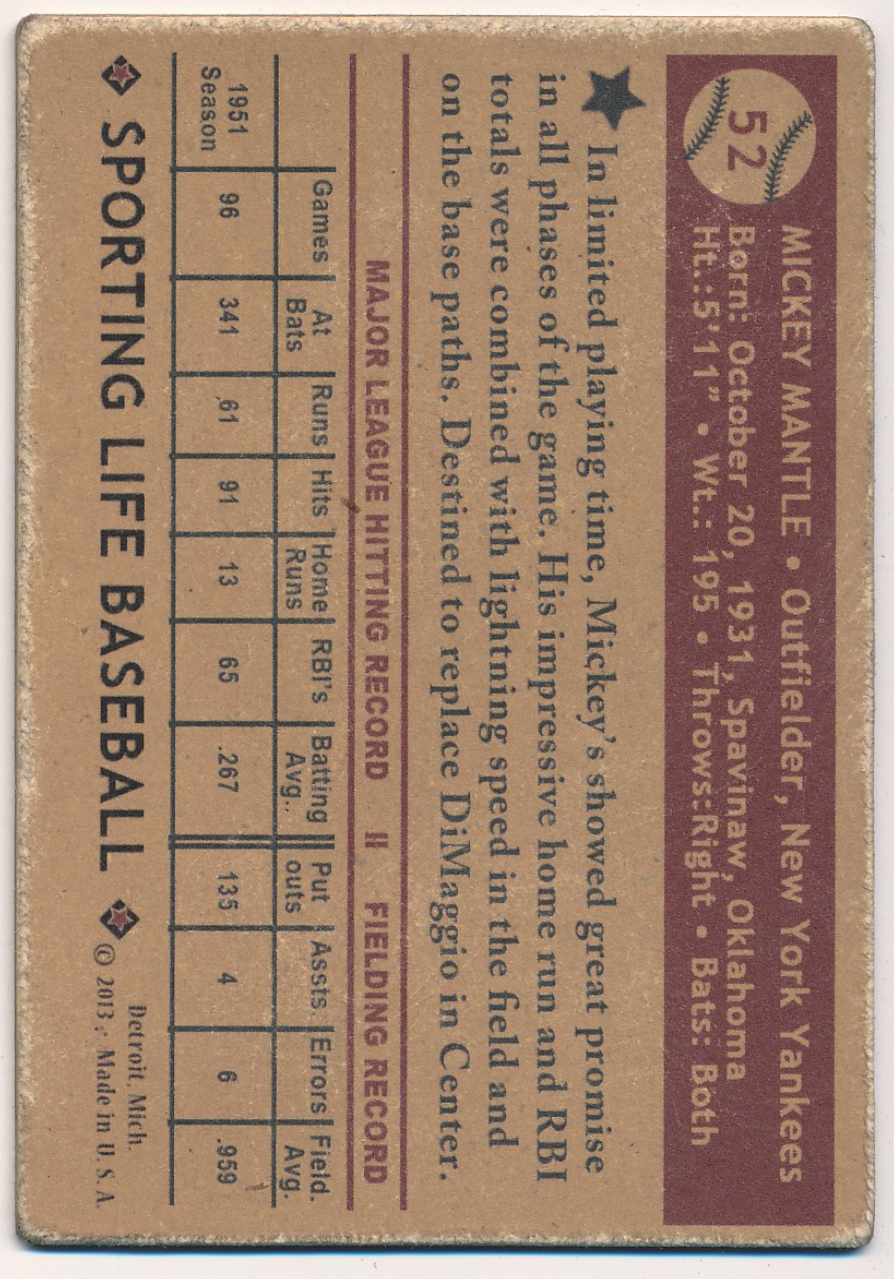 52
MICKEY MANTLE • Outfielder, New York Yankees
Born: October 20, 1931, Spavinaw, Oklahoma
Ht.:5'11” • Wt.: 195 • Throws:Right • Bats: Both
In limited playing time, Mickey's showed great promise
in all phases of the game. His impressive home run and RBI
totals were combined with lightning speed in the field and
on the base paths. Destined to replace DiMaggio in Center.
MAJOR LEAGUE HITTING RECORD II FIELDING RECORD
Games At Bats Runs Hits Home Runs RBI's Batting Avg.. Put outs Assts. Errors Field. Avg.
1951 Season 96 341 61 91 13 65 .267 135 4 6 .959
SPORTING LIFE BASEBALL
Detroit, Mich.
© 2013 ; Made in U. S. A.